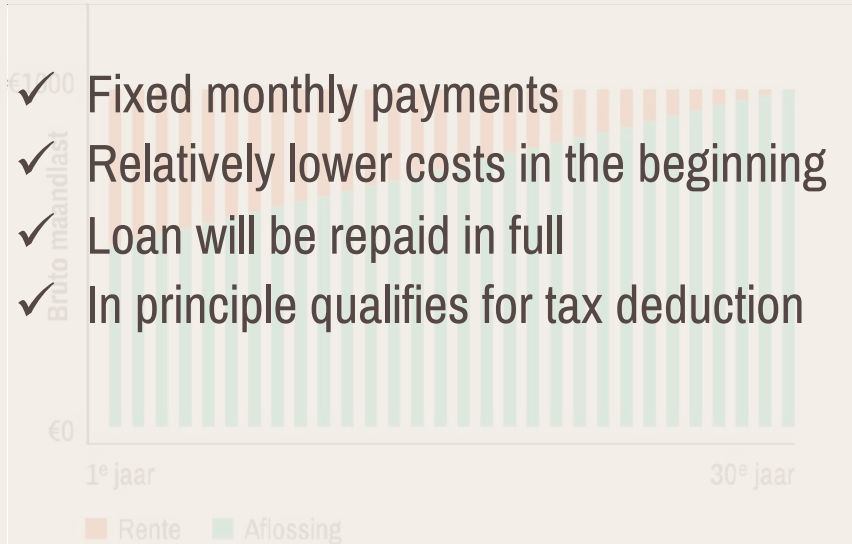 €1000
✓ Fixed monthly payments
✓ Relatively lower costs in the beginning
✓ Loan will be repaid in full
✓ In principle qualifies for tax deduction
Bruto maandlast
€0
1e jaar 30e jaar
Rente Aflossing